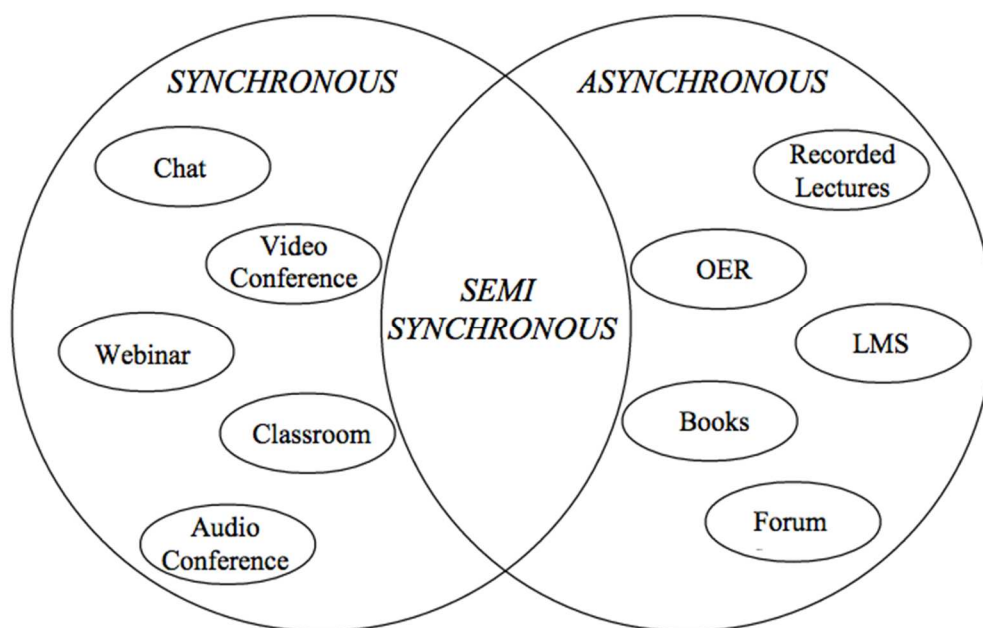 SYNCHRONOUS
ASYNCHRONOUS
Chat
Recorded
Lectures
Video
Conference
OER
SEMI
SYNCHRONOUS
Webinar
LMS
Classroom
Books
Audio
Conference
Forum